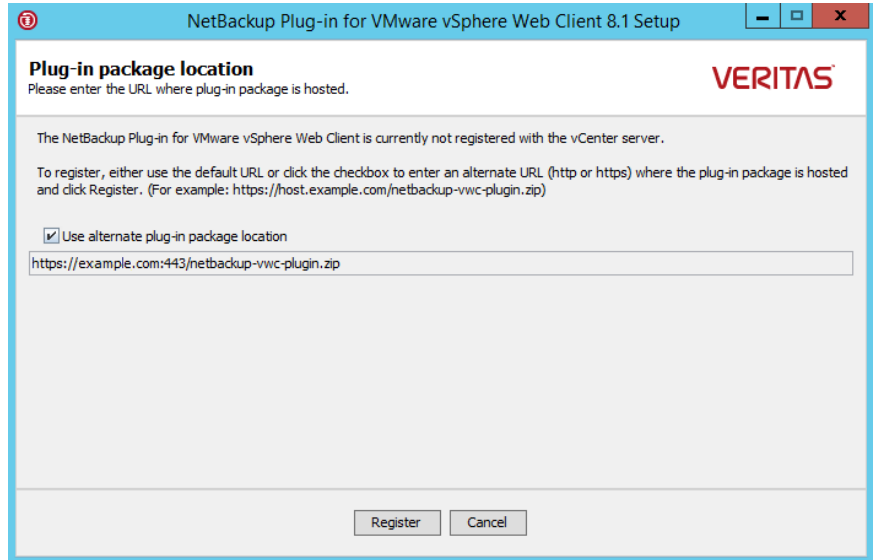 NetBackup Plug-in for VMware vSphere Web Client 8.1 Setup
Plug-in package location
Please enter the URL where plug-in package is hosted.
VERITAS
The NetBackup Plug-in for VMware vSphere Web Client is currently not registered with the vCenter server.
To register, either use the default URL or click the checkbox to enter an alternate URL (http or https) where the plug-in package is hosted
and click Register. (For example: https://host.example.com/netbackup-vwc-plugin.zip)
Use alternate plug-in package location
https://example.com:443/netbackup-vwc-plugin.zip
Register Cancel